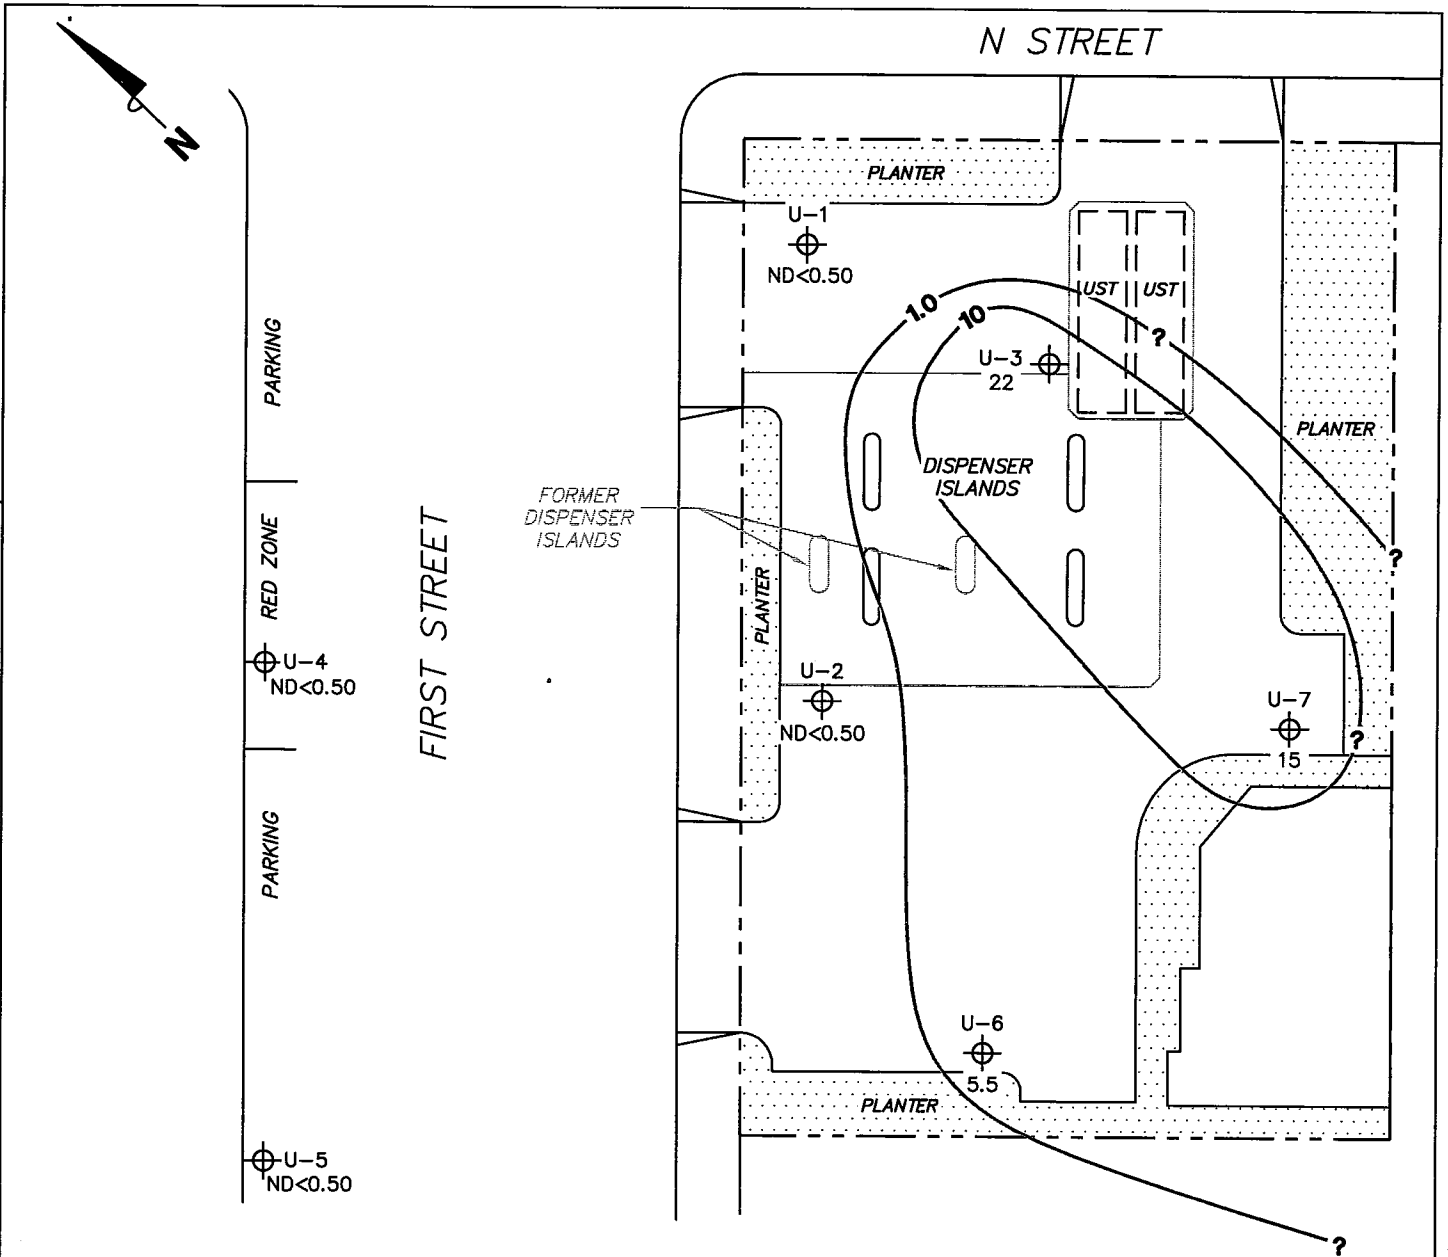 N STREET
N
PLANTER
U-1
ND<0.50
UST
UST
1.0
10
?
U-3
22
PARKING
PLANTER
DISPENSER
ISLANDS
FORMER
DISPENSER
ISLANDS
RED ZONE
FIRST STREET
PLANTER
?
U-4
ND<0.50
U-2
ND<0.50
U-7
15
?
PARKING
U-6
5.5
PLANTER
U-5
ND<0.50
?